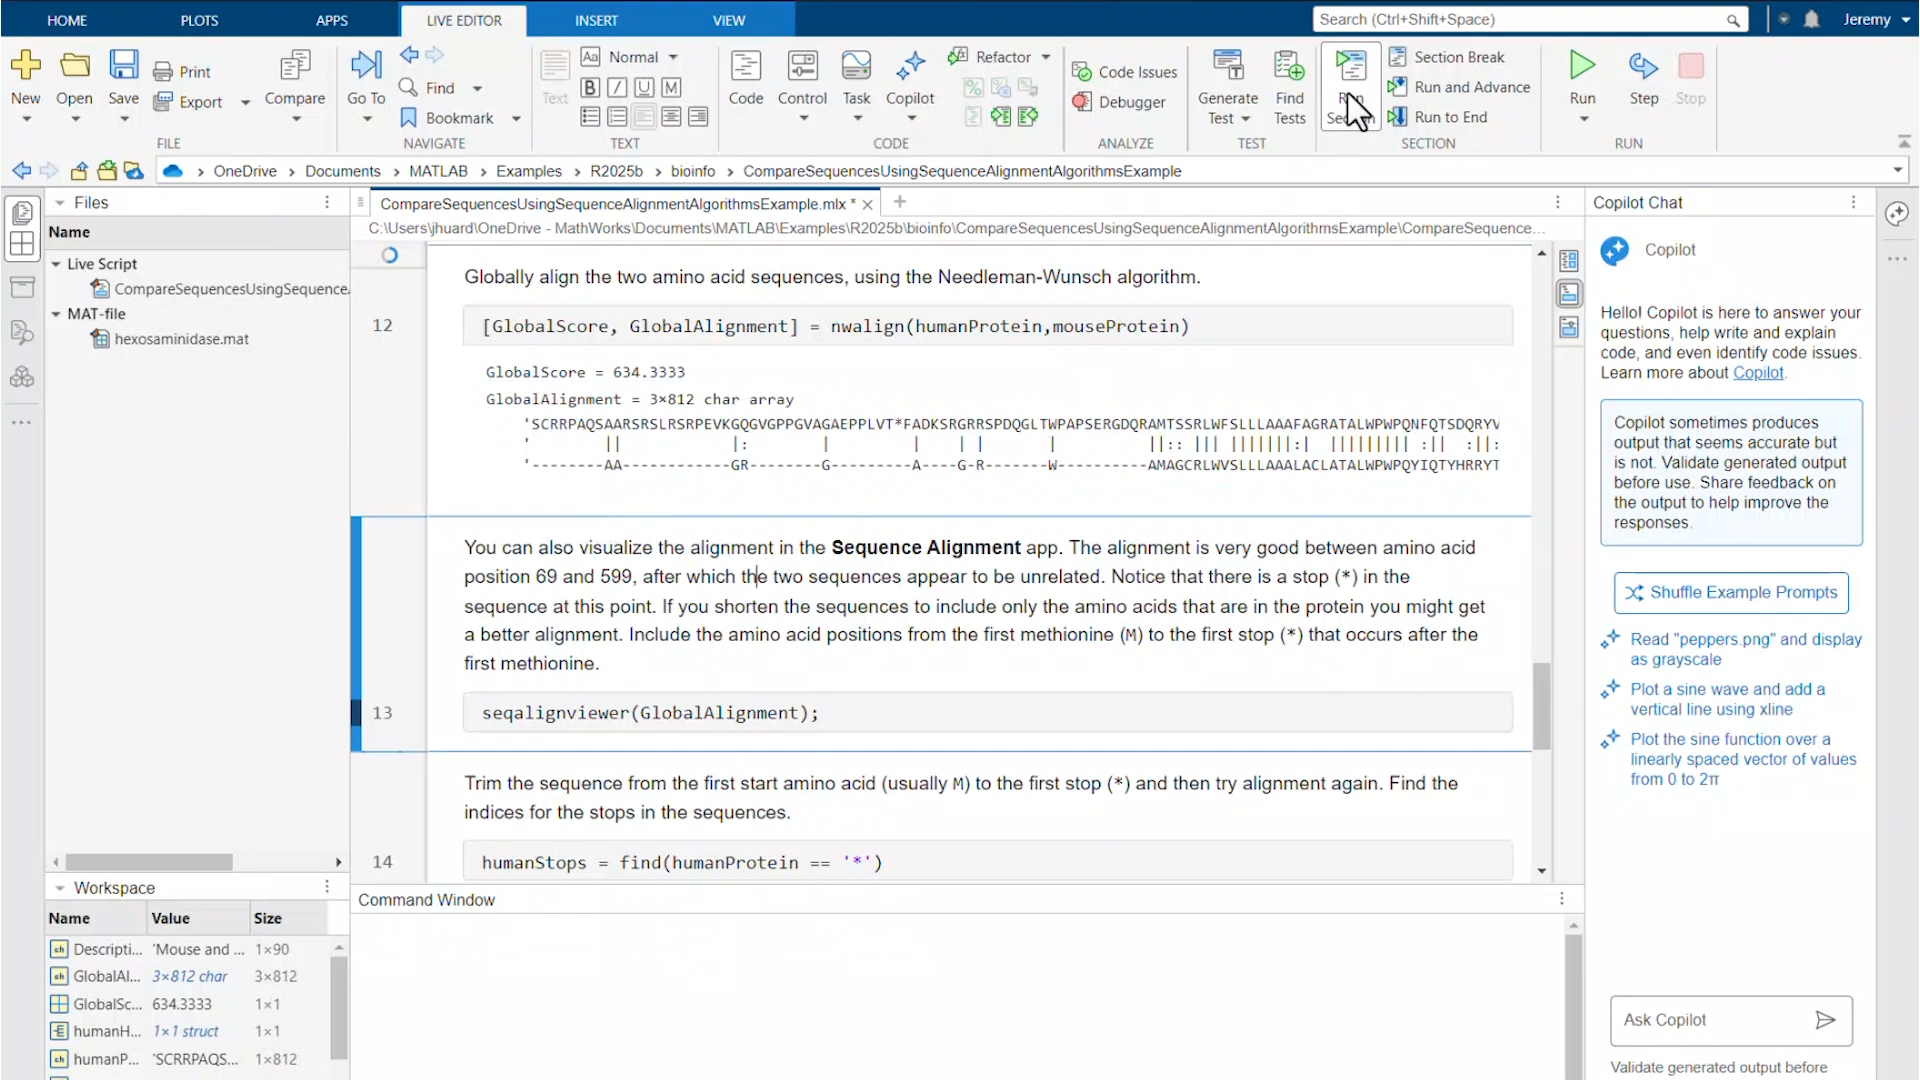 HOME PLOTS APPS LIVE EDITOR INSERT VIEW Search (Ctrl+Shift+Space) Jeremy
New Open Save Print Export Compare
FILE
Go To Find Bookmark
NAVIGATE
Text Normal B I U M
TEXT
Code Control Task Copilot Refactor
CODE
Code Issues
Debugger
ANALYZE
Generate Test Find Tests
TEST
Section Break
Run and Advance
Run to End
SECTION
Run Step Stop
RUN
OneDrive › Documents › MATLAB › Examples › R2025b › bioinfo › CompareSequencesUsingSequenceAlignmentAlgorithmsExample
Files
Name
Live Script
CompareSequencesUsingSequence
MAT-file
hexosaminidase.mat
Workspace
Name Value Size
Descripti... 'Mouse and ... 1×90
GlobalAl... 3×812 char 3×812
GlobalSc... 634.3333 1×1
humanH... 1×1 struct 1×1
humanP... 'SCRRPAQS... 1×812
CompareSequencesUsingSequenceAlignmentAlgorithmsExample.mlx *
C:\Users\jhuard\OneDrive - MathWorks\Documents\MATLAB\Examples\R2025b\bioinfo\CompareSequencesUsingSequenceAlignmentAlgorithmsExample\CompareSequence...
Globally align the two amino acid sequences, using the Needleman-Wunsch algorithm.
12 [GlobalScore, GlobalAlignment] = nwalign(humanProtein,mouseProtein)
GlobalScore = 634.3333
GlobalAlignment = 3×812 char array
'SCRRPAQSAARSRSLRSRPEVKGQGVGPPGVAGAEPPLVT*FADKSRGRRSPDQGLTWPAPSERGDQRAMTSSRLWFSLLLAAAFAGRATALWPWPQNFQTSDQRYV
' || |: | | | | | ||:: ||| |||||||:| ||||||||| :|| :||:
'--------AA------------GR--------G--------A----G-R-------W----------AMAGCRLWVSLLLAAALACLATALWPWPQYIQTYHRRYT
You can also visualize the alignment in the Sequence Alignment app. The alignment is very good between amino acid
position 69 and 599, after which the two sequences appear to be unrelated. Notice that there is a stop (*) in the
sequence at this point. If you shorten the sequences to include only the amino acids that are in the protein you might get
a better alignment. Include the amino acid positions from the first methionine (M) to the first stop (*) that occurs after the
first methionine.
13 seqalignviewer(GlobalAlignment);
Trim the sequence from the first start amino acid (usually M) to the first stop (*) and then try alignment again. Find the
indices for the stops in the sequences.
14 humanStops = find(humanProtein == '*')
Command Window
Copilot Chat
Copilot
Hello! Copilot is here to answer your
questions, help write and explain
code, and even identify code issues.
Learn more about Copilot.
Copilot sometimes produces
output that seems accurate but
is not. Validate generated output
before use. Share feedback on
the output to help improve the
responses.
Shuffle Example Prompts
Read "peppers.png" and display
as grayscale
Plot a sine wave and add a
vertical line using xline
Plot the sine function over a
linearly spaced vector of values
from 0 to 2π
Ask Copilot
Validate generated output before